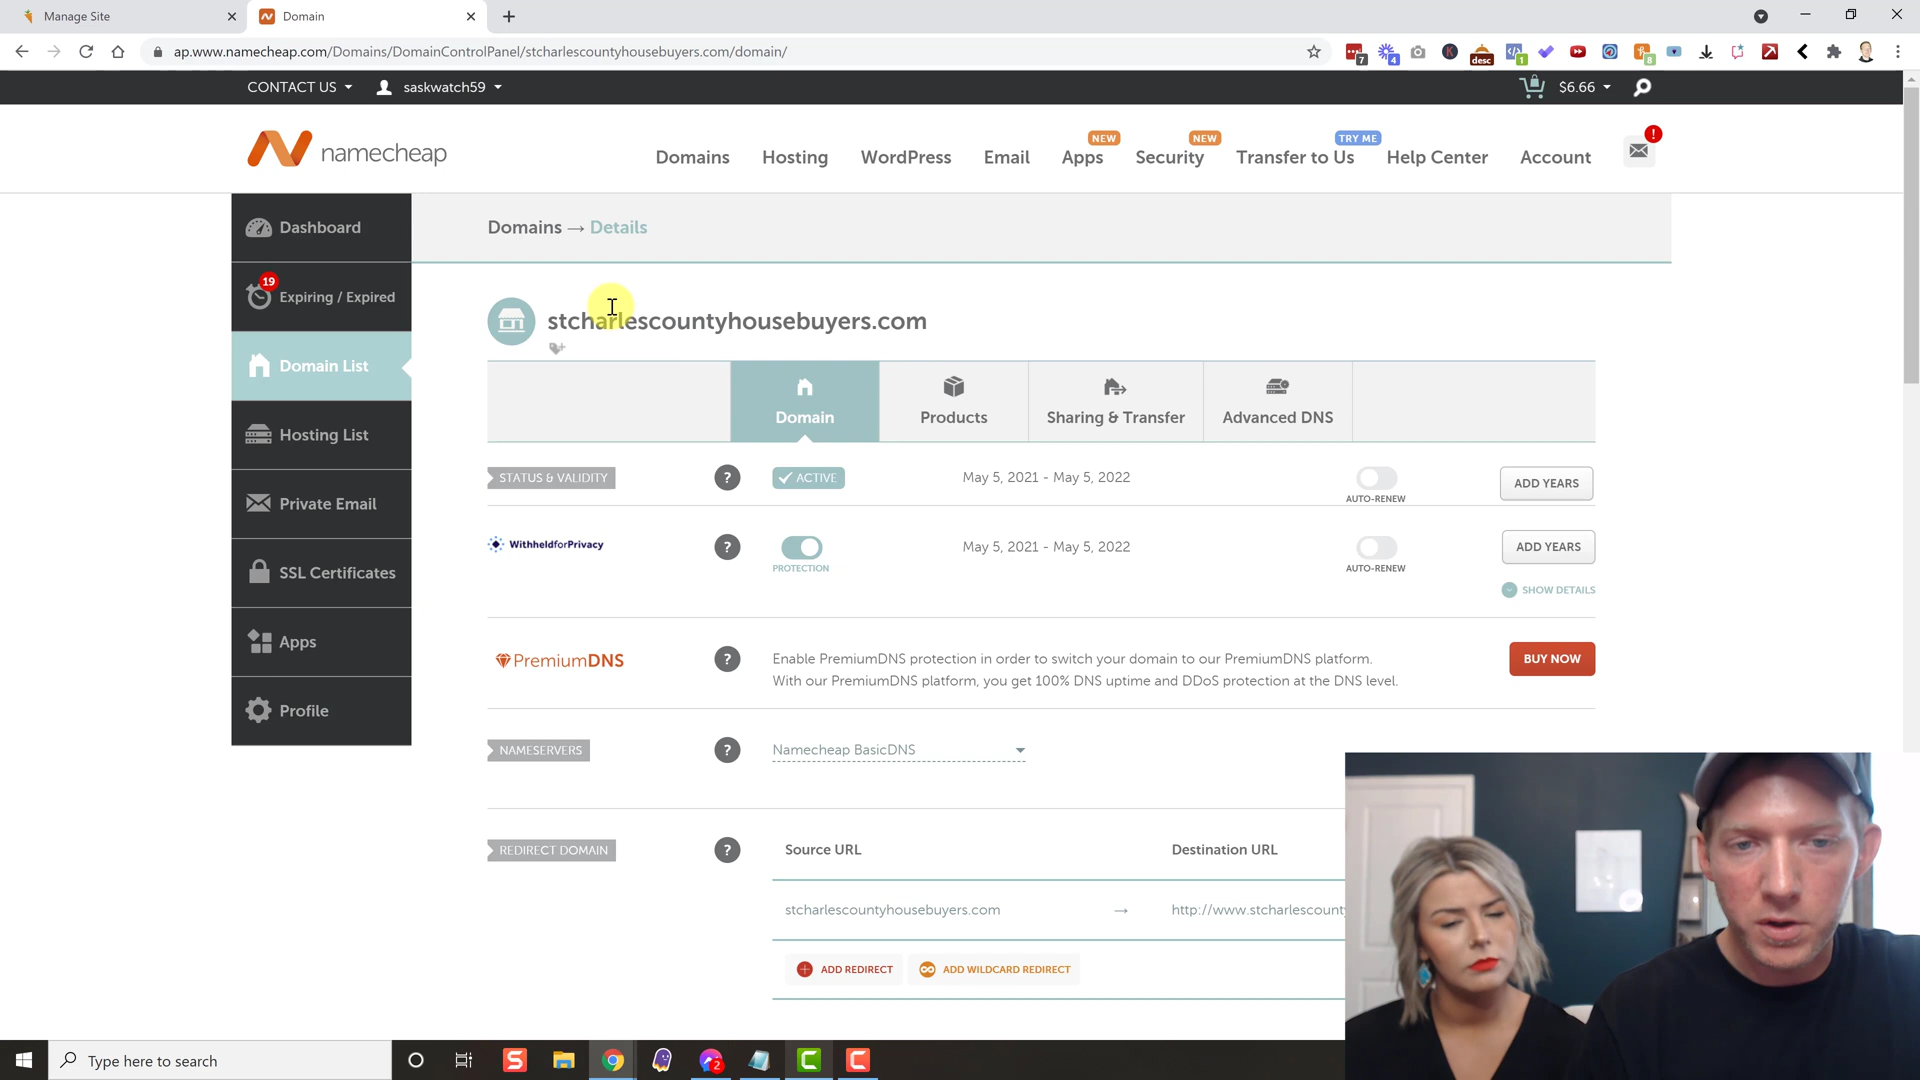 Manage Site
Domain
ap.www.namecheap.com/Domains/DomainControlPanel/stcharlescountyhousebuyers.com/domain/
7
4
desc
1
8
CONTACT US
saskwatch59
$6.66
namecheap
Domains
Hosting
WordPress
Email
NEW
Apps
NEW
Security
TRY ME
Transfer to Us
Help Center
Account
!
Dashboard
19
Expiring / Expired
Domain List
Hosting List
Private Email
SSL Certificates
Apps
Profile
Domains → Details
stcharlescountyhousebuyers.com
Domain
Products
Sharing & Transfer
Advanced DNS
STATUS & VALIDITY
?
ACTIVE
May 5, 2021 - May 5, 2022
AUTO-RENEW
ADD YEARS
WithheldforPrivacy
?
PROTECTION
May 5, 2021 - May 5, 2022
AUTO-RENEW
ADD YEARS
SHOW DETAILS
PremiumDNS
?
Enable PremiumDNS protection in order to switch your domain to our PremiumDNS platform.
With our PremiumDNS platform, you get 100% DNS uptime and DDoS protection at the DNS level.
BUY NOW
NAMESERVERS
?
Namecheap BasicDNS
REDIRECT DOMAIN
?
Source URL
Destination URL
stcharlescountyhousebuyers.com
→
http://www.stcharlescount
ADD REDIRECT
ADD WILDCARD REDIRECT
Type here to search
2